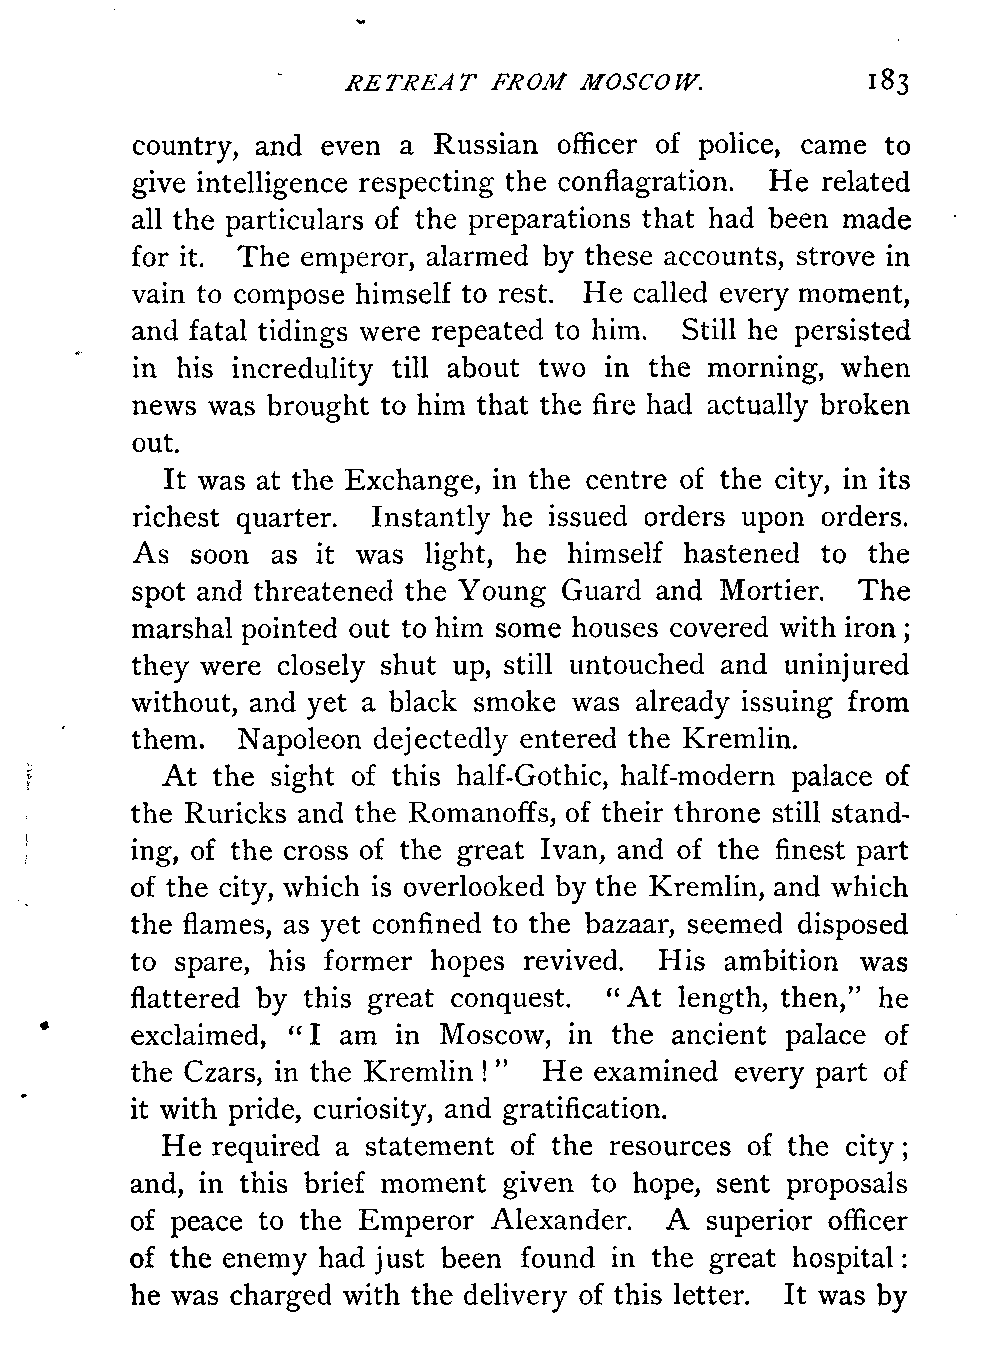 RETREAT FROM MOSCOW. 183
country, and even a Russian officer of police, came to
give intelligence respecting the conflagration. He related
all the particulars of the preparations that had been made
for it. The emperor, alarmed by these accounts, strove in
vain to compose himself to rest. He called every moment,
and fatal tidings were repeated to him. Still he persisted
in his incredulity till about two in the morning, when
news was brought to him that the fire had actually broken
out.
It was at the Exchange, in the centre of the city, in its
richest quarter. Instantly he issued orders upon orders.
As soon as it was light, he himself hastened to the
spot and threatened the Young Guard and Mortier. The
marshal pointed out to him some houses covered with iron;
they were closely shut up, still untouched and uninjured
without, and yet a black smoke was already issuing from
them. Napoleon dejectedly entered the Kremlin.
At the sight of this half-Gothic, half-modern palace of
the Ruricks and the Romanoffs, of their throne still stand-
ing, of the cross of the great Ivan, and of the finest part
of the city, which is overlooked by the Kremlin, and which
the flames, as yet confined to the bazaar, seemed disposed
to spare, his former hopes revived. His ambition was
flattered by this great conquest. "At length, then," he
exclaimed, "I am in Moscow, in the ancient palace of
the Czars, in the Kremlin!" He examined every part of
it with pride, curiosity, and gratification.
He required a statement of the resources of the city;
and, in this brief moment given to hope, sent proposals
of peace to the Emperor Alexander. A superior officer
of the enemy had just been found in the great hospital:
he was charged with the delivery of this letter. It was by